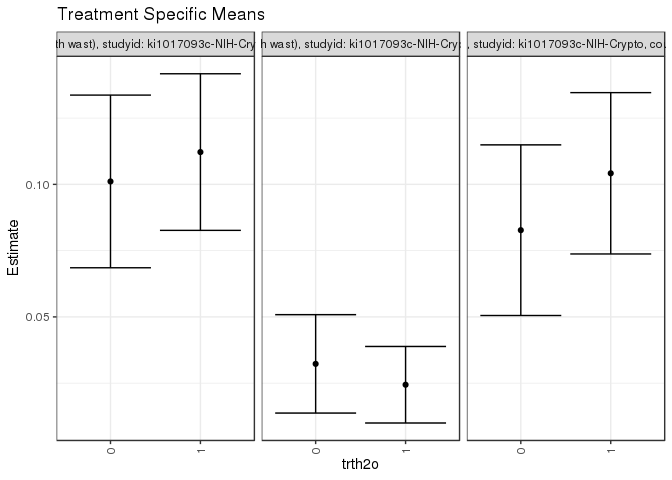 Treatment Specific Means
th wast), studyid: ki1017093c-NIH-Cry
h wast), studyid: ki1017093c-NIH-Cry
, studyid: ki1017093c-NIH-Crypto, co
0.10
0.05
Estimate
0 1 0 1 0 1
trth2o